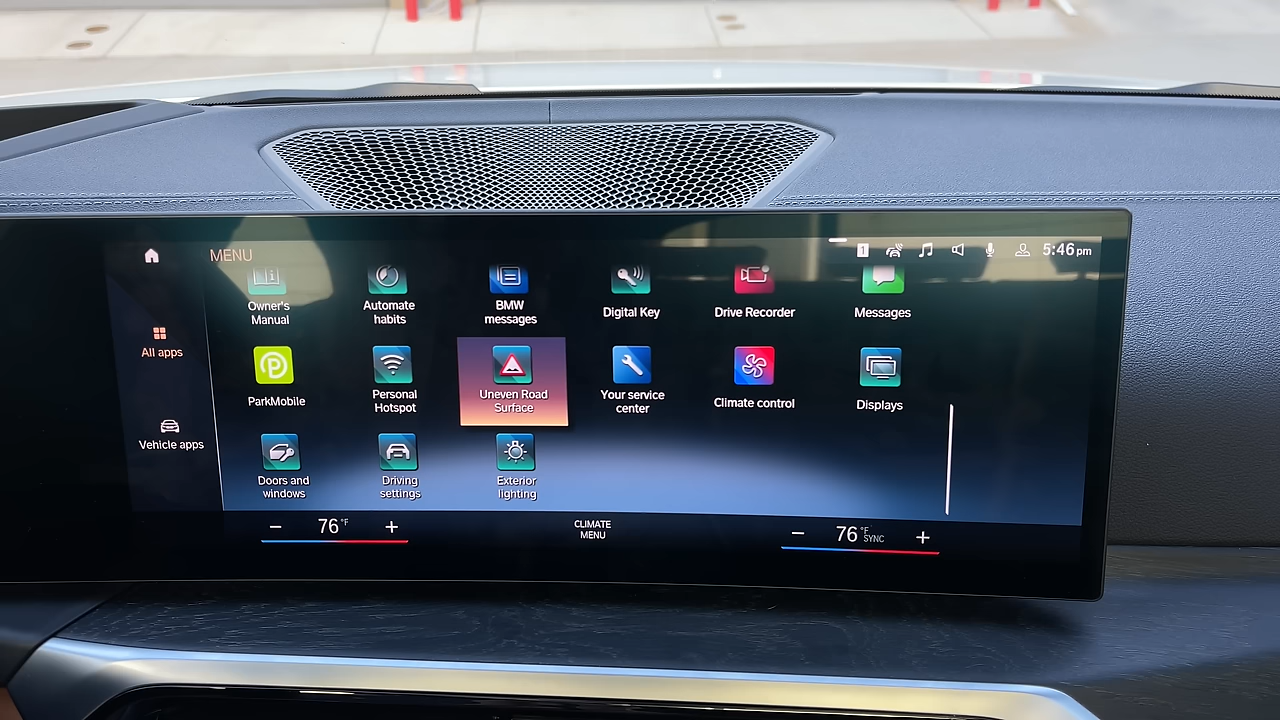 MENU
1
5:46 pm
Owner's
Manual
Automate
habits
BMW
messages
Digital Key
Drive Recorder
Messages
All apps
ParkMobile
Personal
Hotspot
Uneven Road
Surface
Your service
center
Climate control
Displays
Vehicle apps
Doors and
windows
Driving
settings
Exterior
lighting
− 76 °F +
CLIMATE
MENU
− 76 °F SYNC +